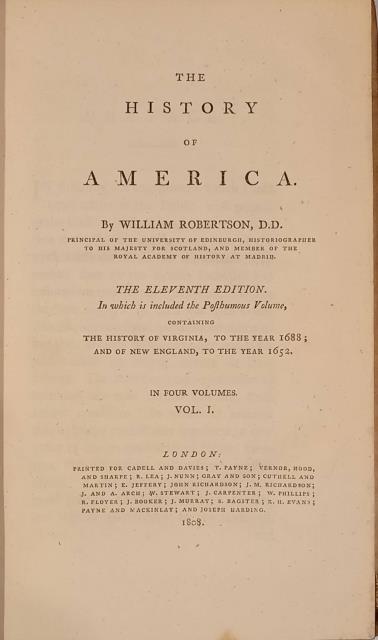 THE
HISTORY
OF
AMERICA.
By WILLIAM ROBERTSON, D.D.
PRINCIPAL OF THE UNIVERSITY OF EDINBURGH, HISTORIOGRAPHER
TO HIS MAJESTY FOR SCOTLAND, AND MEMBER OF THE
ROYAL ACADEMY OF HISTORY AT MADRID.
THE ELEVENTH EDITION.
In which is included the Poſthumous Volume,
CONTAINING
THE HISTORY OF VIRGINIA, TO THE YEAR 1688;
AND OF NEW ENGLAND, TO THE YEAR 1652.
IN FOUR VOLUMES.
VOL. I.
LONDON:
PRINTED FOR CADELL AND DAVIES; T. PAYNE; VERNOR, HOOD,
AND SHARPE; R. LEA; J. NUNN; GRAY AND SON; CUTHELL AND
MARTIN; E. JEFFERY; JOHN RICHARDSON; J. M. RICHARDSON;
J. AND A. ARCH; W. STEWART; J. CARPENTER; W. PHILLIPS;
R. FLOYER; J. BOOKER; J. MURRAY; S. BAGSTER; R. H. EVANS;
PAYNE AND MACKINLAY; AND JOSEPH HARDING.
1808.